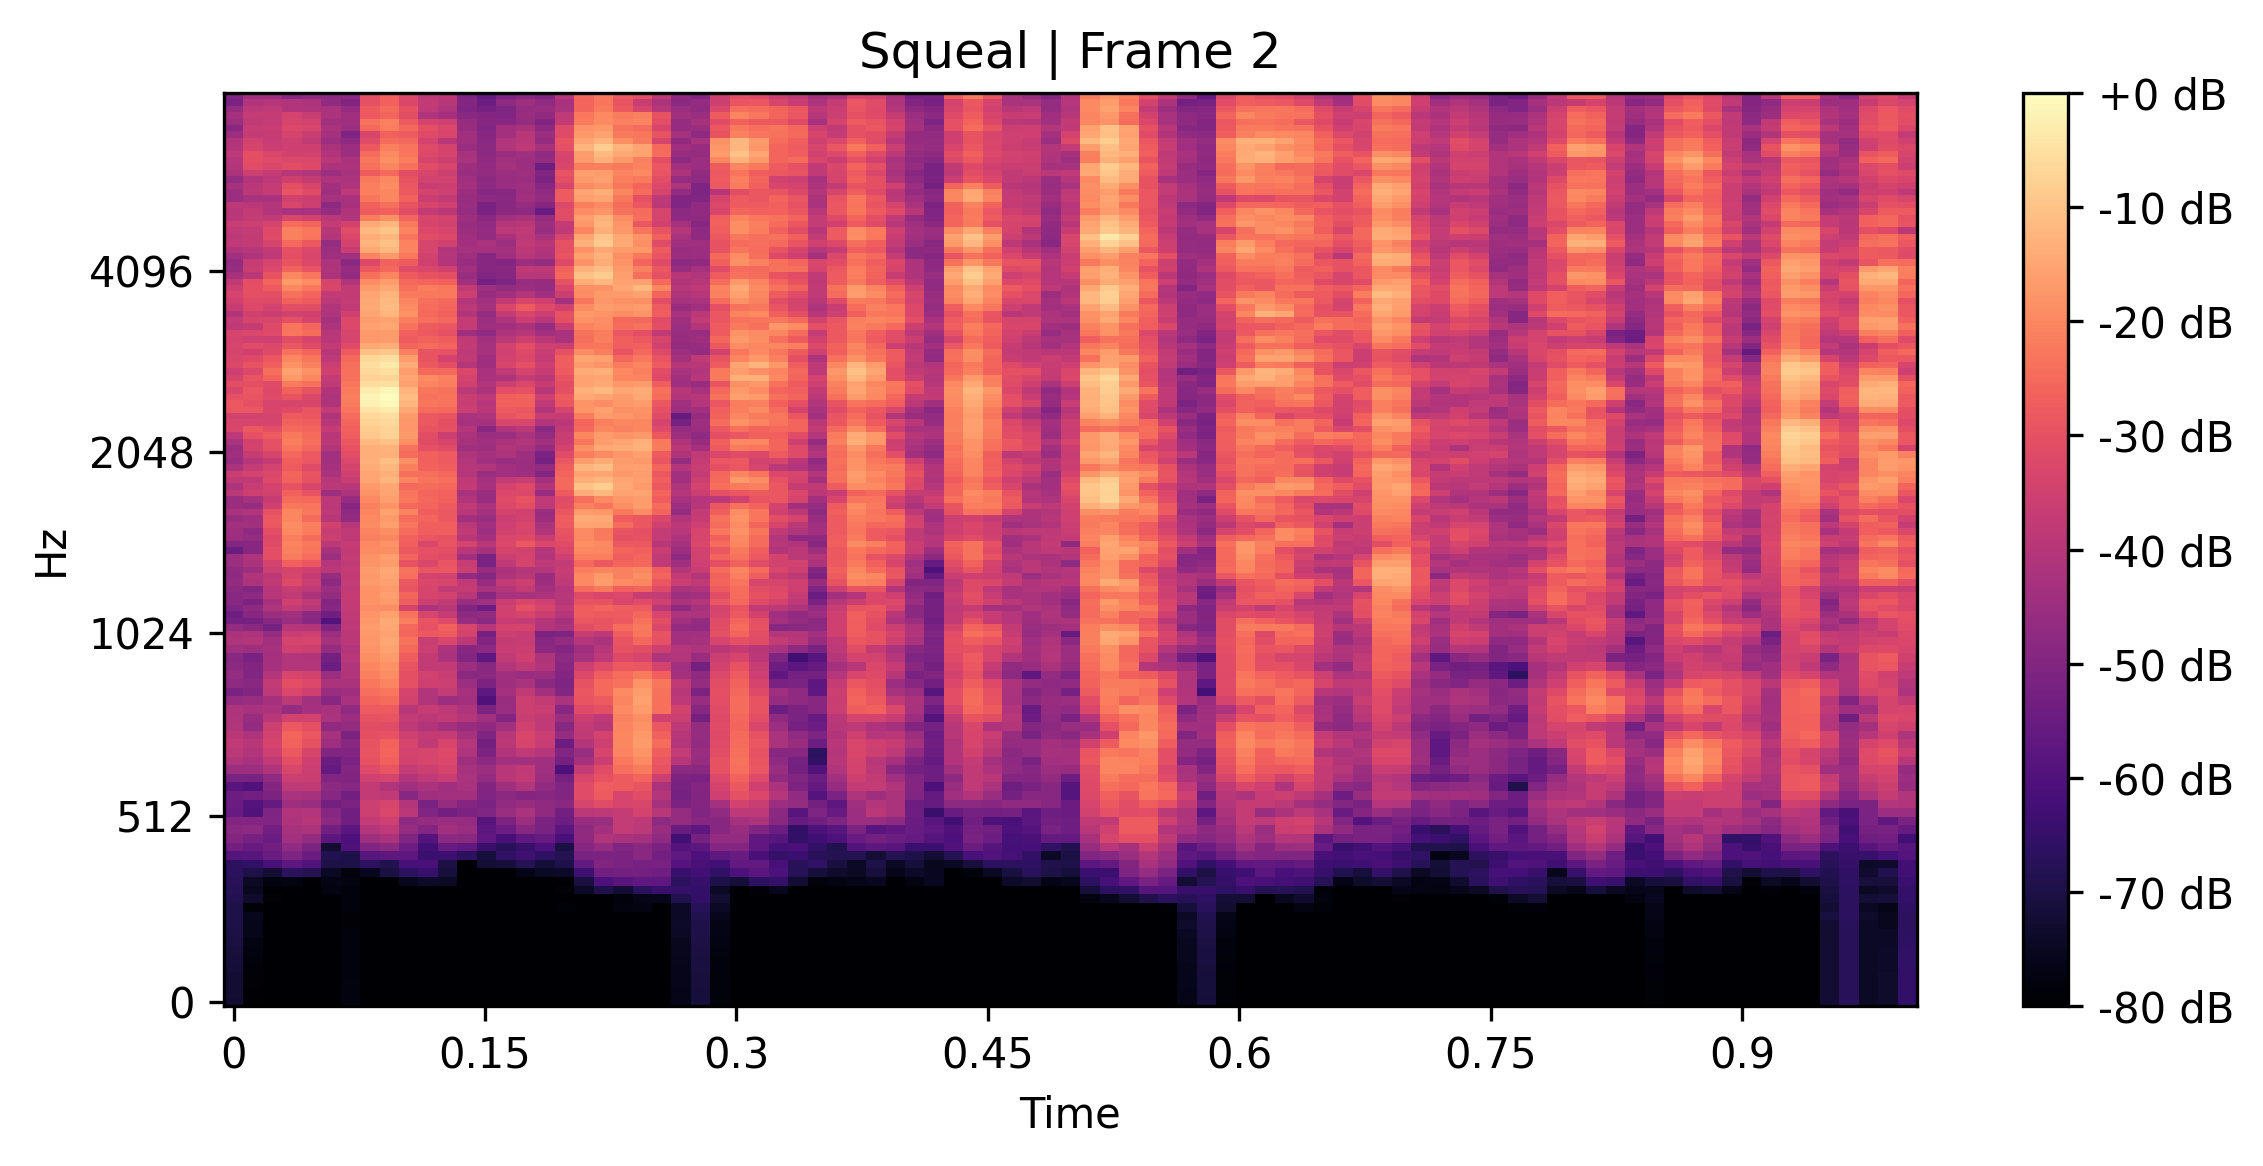 Squeal | Frame 2
+0 dB
-10 dB
-20 dB
-30 dB
-40 dB
-50 dB
-60 dB
-70 dB
-80 dB
4096
2048
1024
512
0
Hz
0 0.15 0.3 0.45 0.6 0.75 0.9
Time